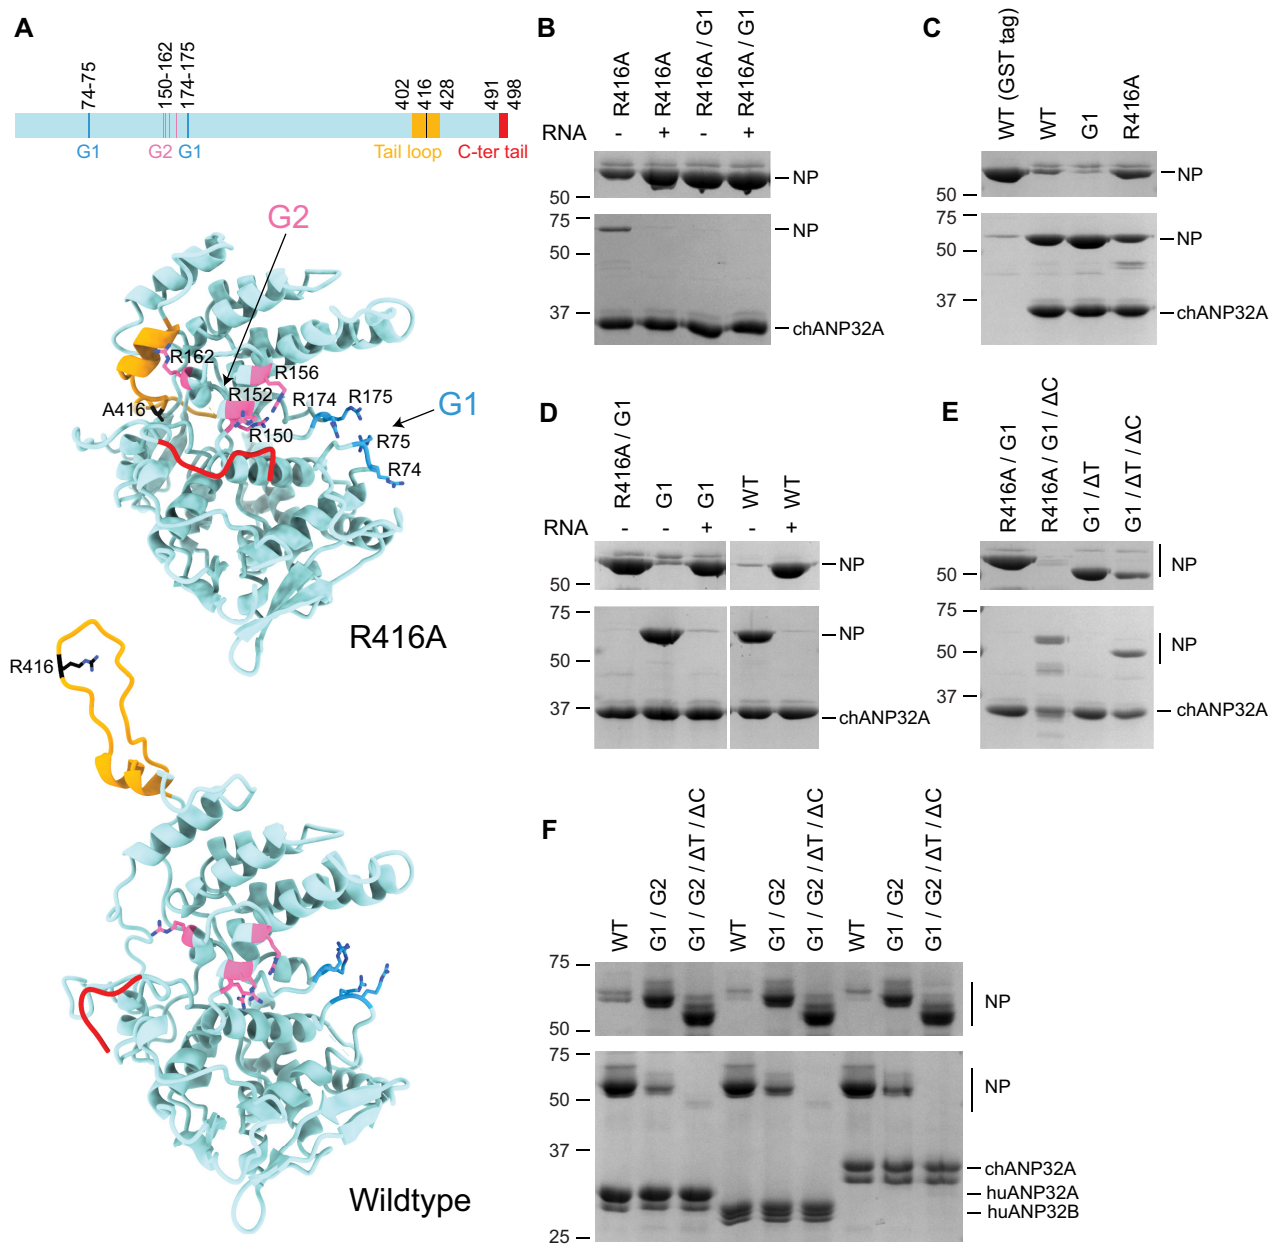 A
74-75
150-162
174-175
402
416
428
491
498
G1
G2
G1
Tail loop
C-ter tail
G2
R162
R156
R152
R174
R175
A416
G1
R150
R75
R74
R416A
R416
Wildtype
B
R416A
R416A
R416A / G1
R416A / G1
RNA - + - +
NP
50
75
NP
50
37
chANP32A
C
WT (GST tag)
WT
G1
R416A
NP
50
75
NP
50
37
chANP32A
D
R416A / G1
G1
G1
WT
WT
RNA - - + - +
NP
50
75
NP
50
37
chANP32A
E
R416A / G1
R416A / G1 / ΔC
G1 / ΔT
G1 / ΔT / ΔC
NP
50
75
NP
50
37
chANP32A
F
WT
G1 / G2
G1 / G2 / ΔT / ΔC
WT
G1 / G2
G1 / G2 / ΔT / ΔC
WT
G1 / G2
G1 / G2 / ΔT / ΔC
75
NP
50
75
NP
50
37
chANP32A
huANP32A
huANP32B
25